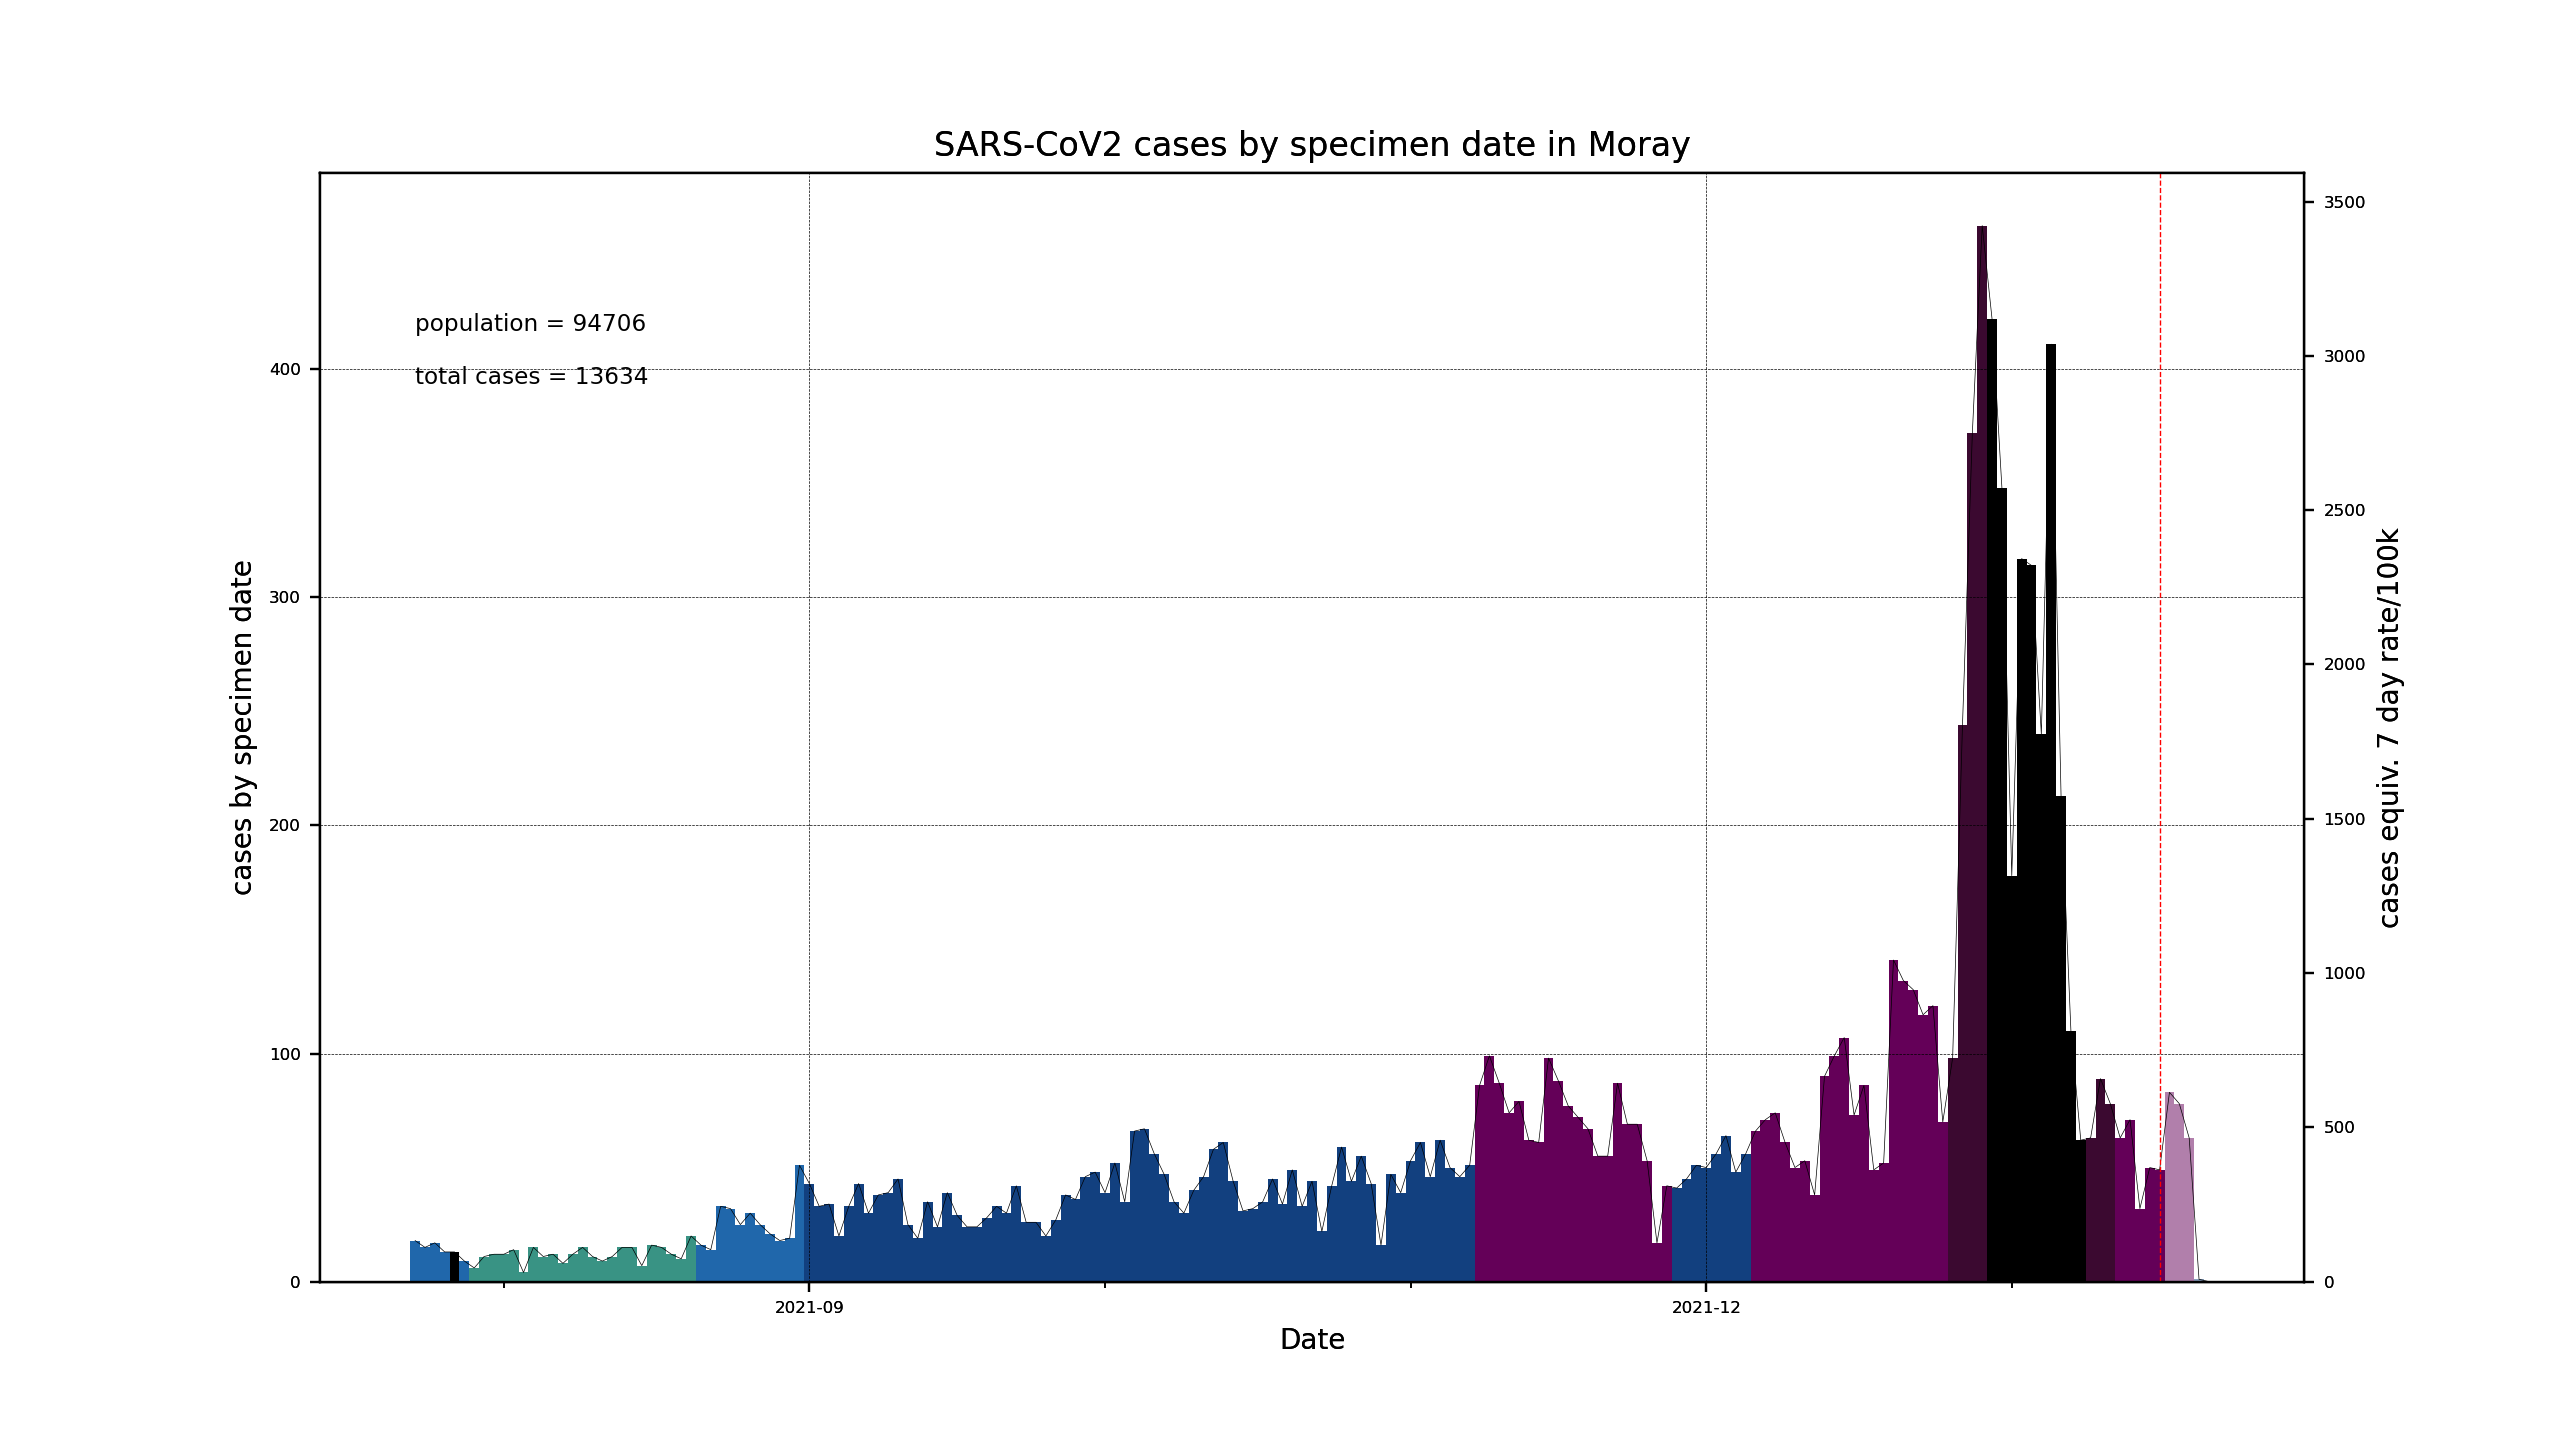 SARS-CoV2 cases by specimen date in Moray
population = 94706
total cases = 13634
cases by specimen date
400
300
200
100
0
3500
3000
2500
2000
1500
1000
500
0
cases equiv. 7 day rate/100k
2021-09
2021-12
Date